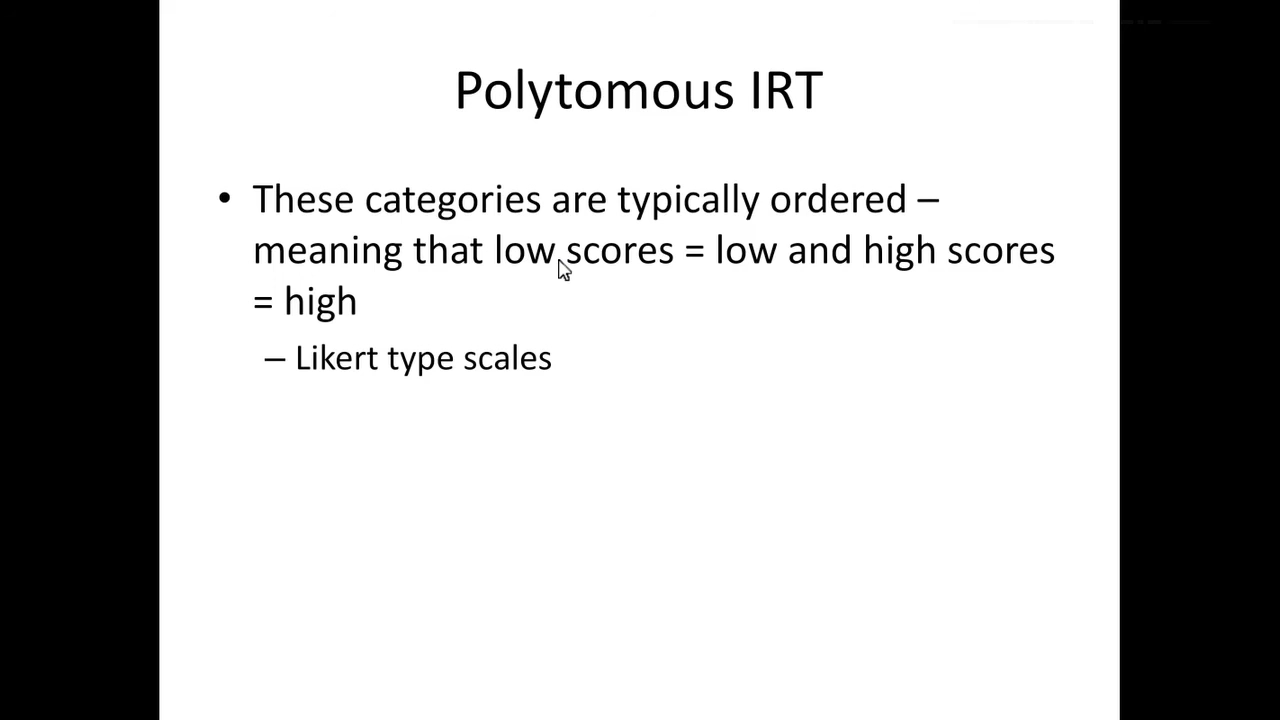 Polytomous IRT
• These categories are typically ordered –
meaning that low scores = low and high scores
= high
– Likert type scales